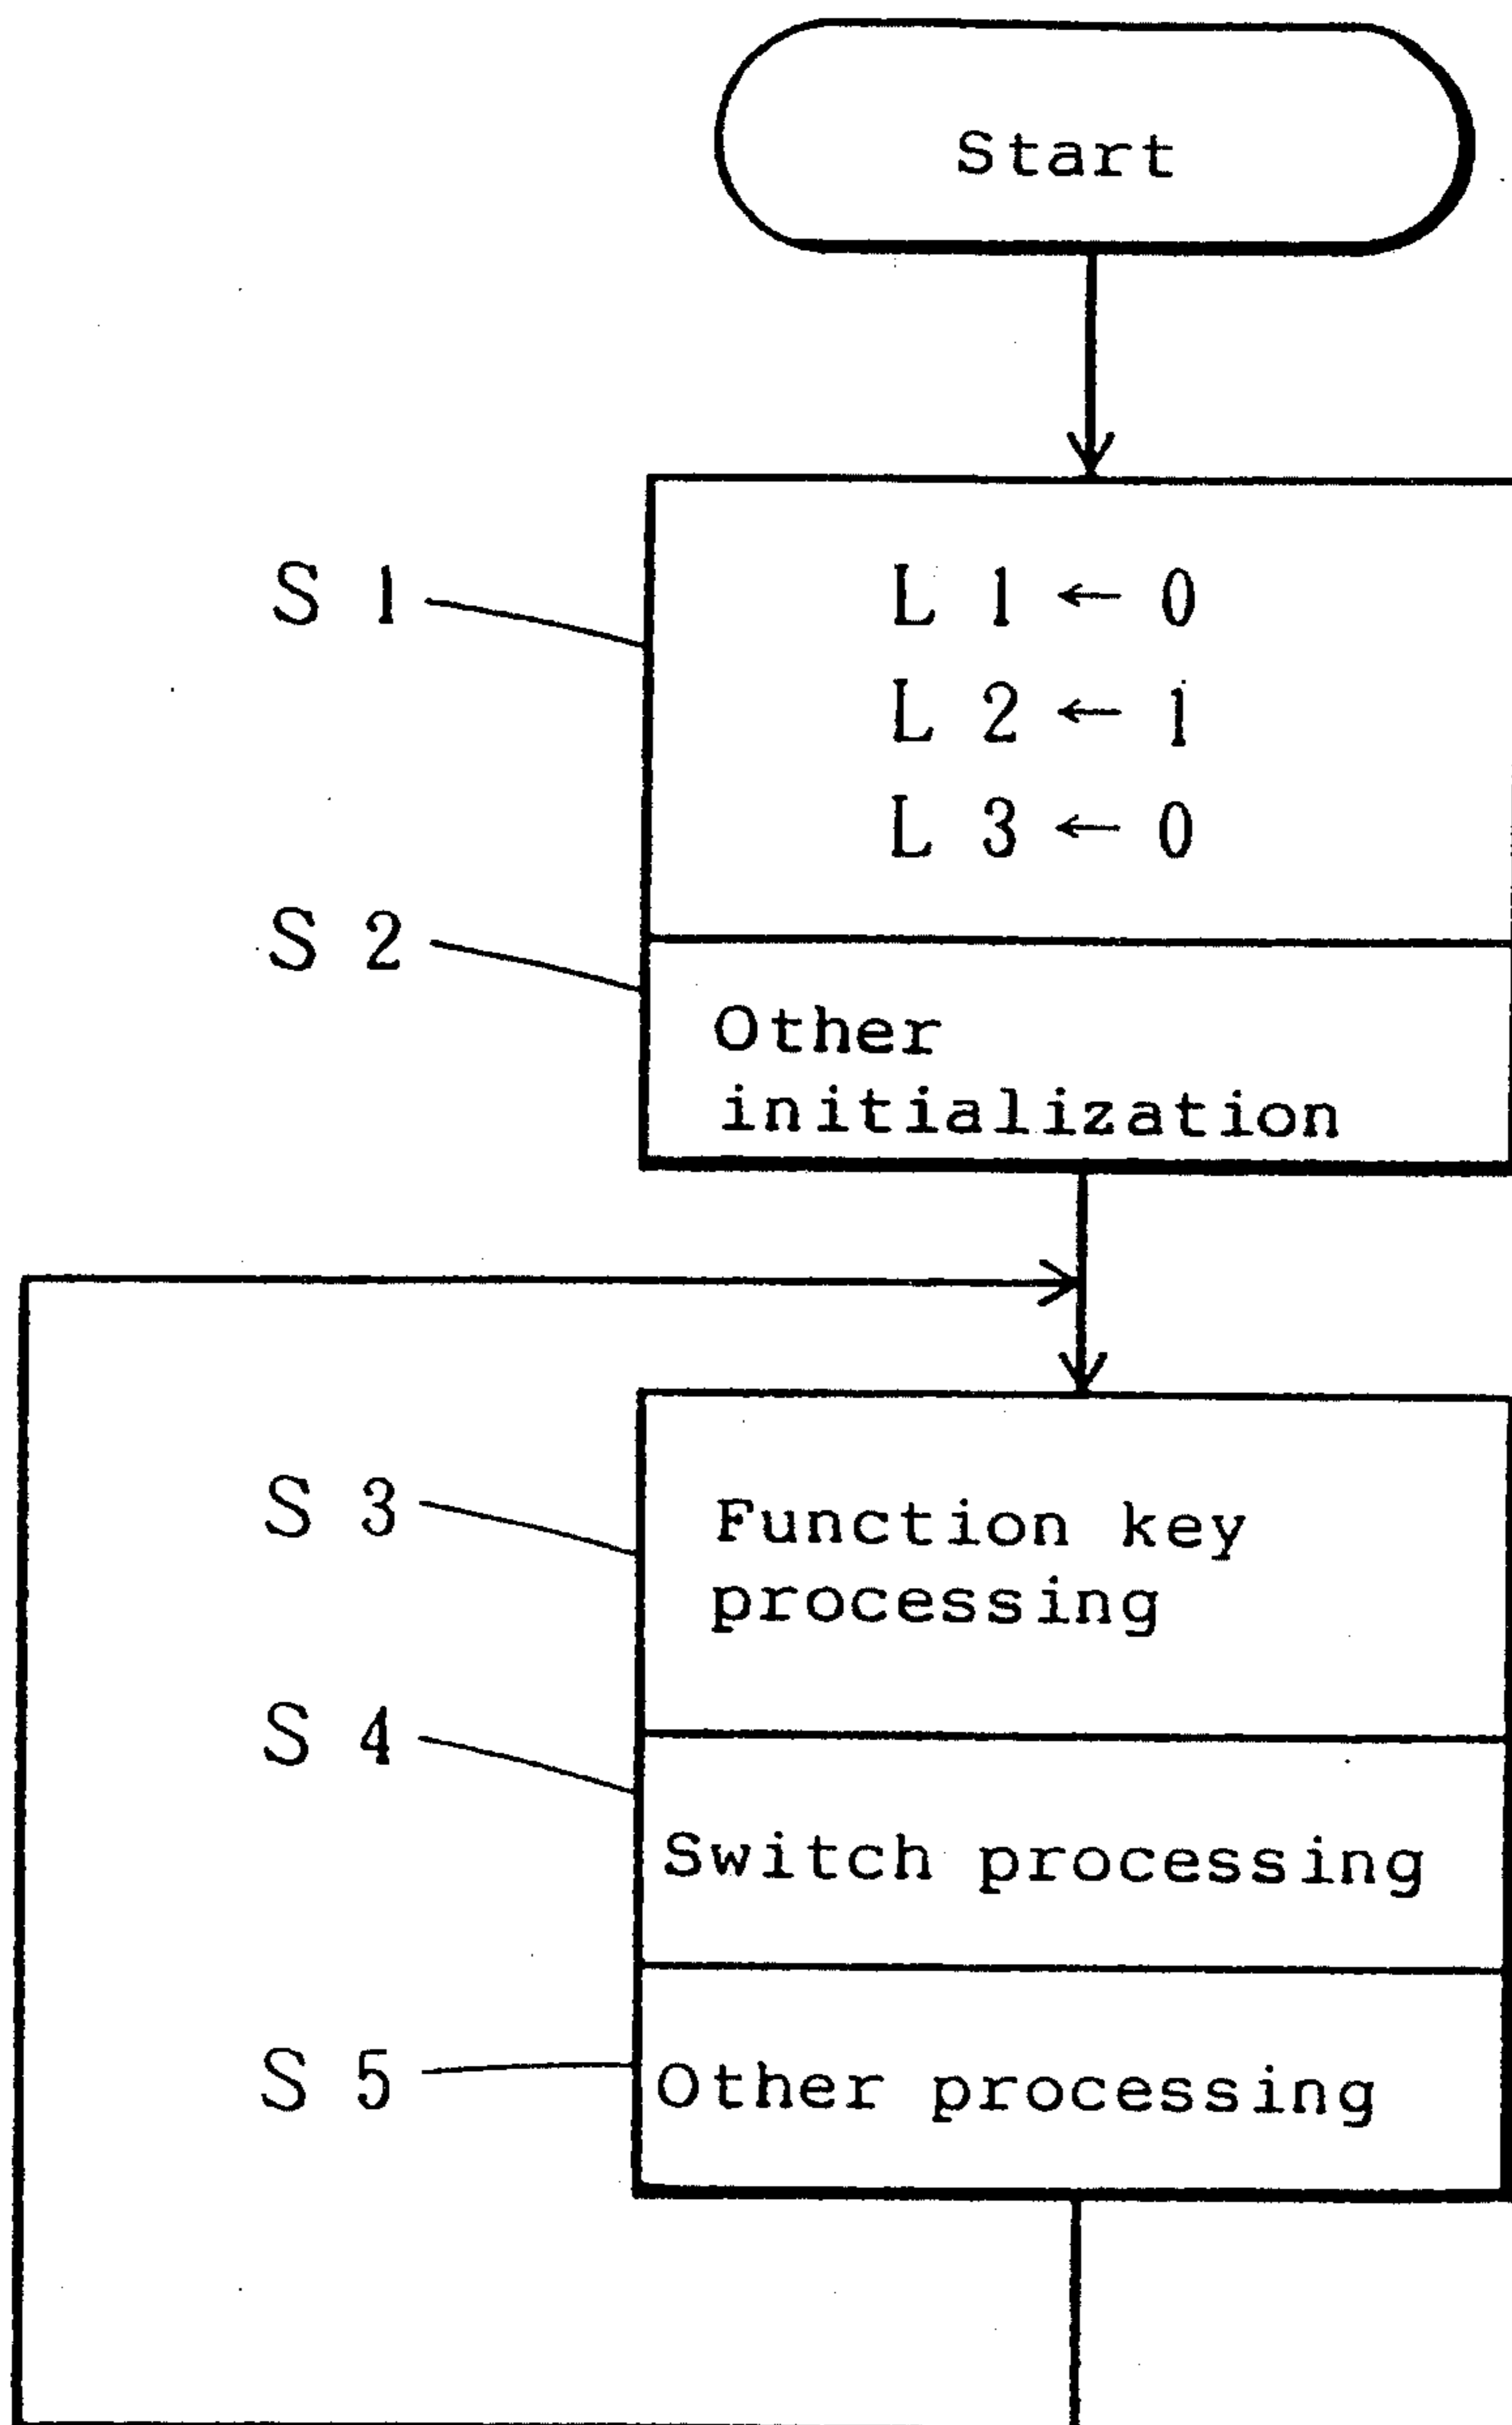 Start
S 1
L 1 ← 0
L 2 ← 1
L 3 ← 0
S 2
Other
initialization
S 3
Function key
processing
S 4
Switch processing
S 5
Other processing